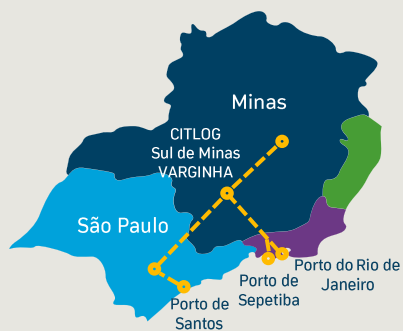 Minas
CITLOG
Sul de Minas
VARGINHA
São Paulo
Porto do Rio de
Janeiro
Porto de
Sepetiba
Porto de
Santos